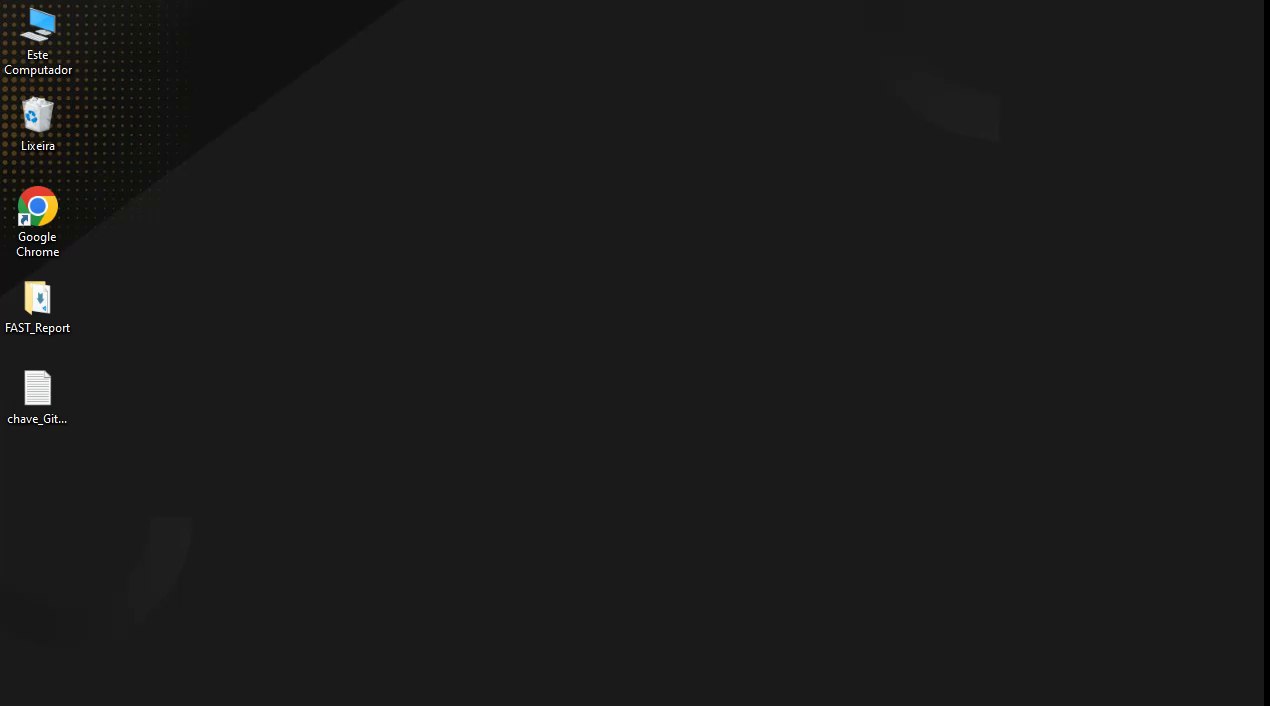 Este
Computador
Lixeira
Google
Chrome
FAST_Report
chave_Git...